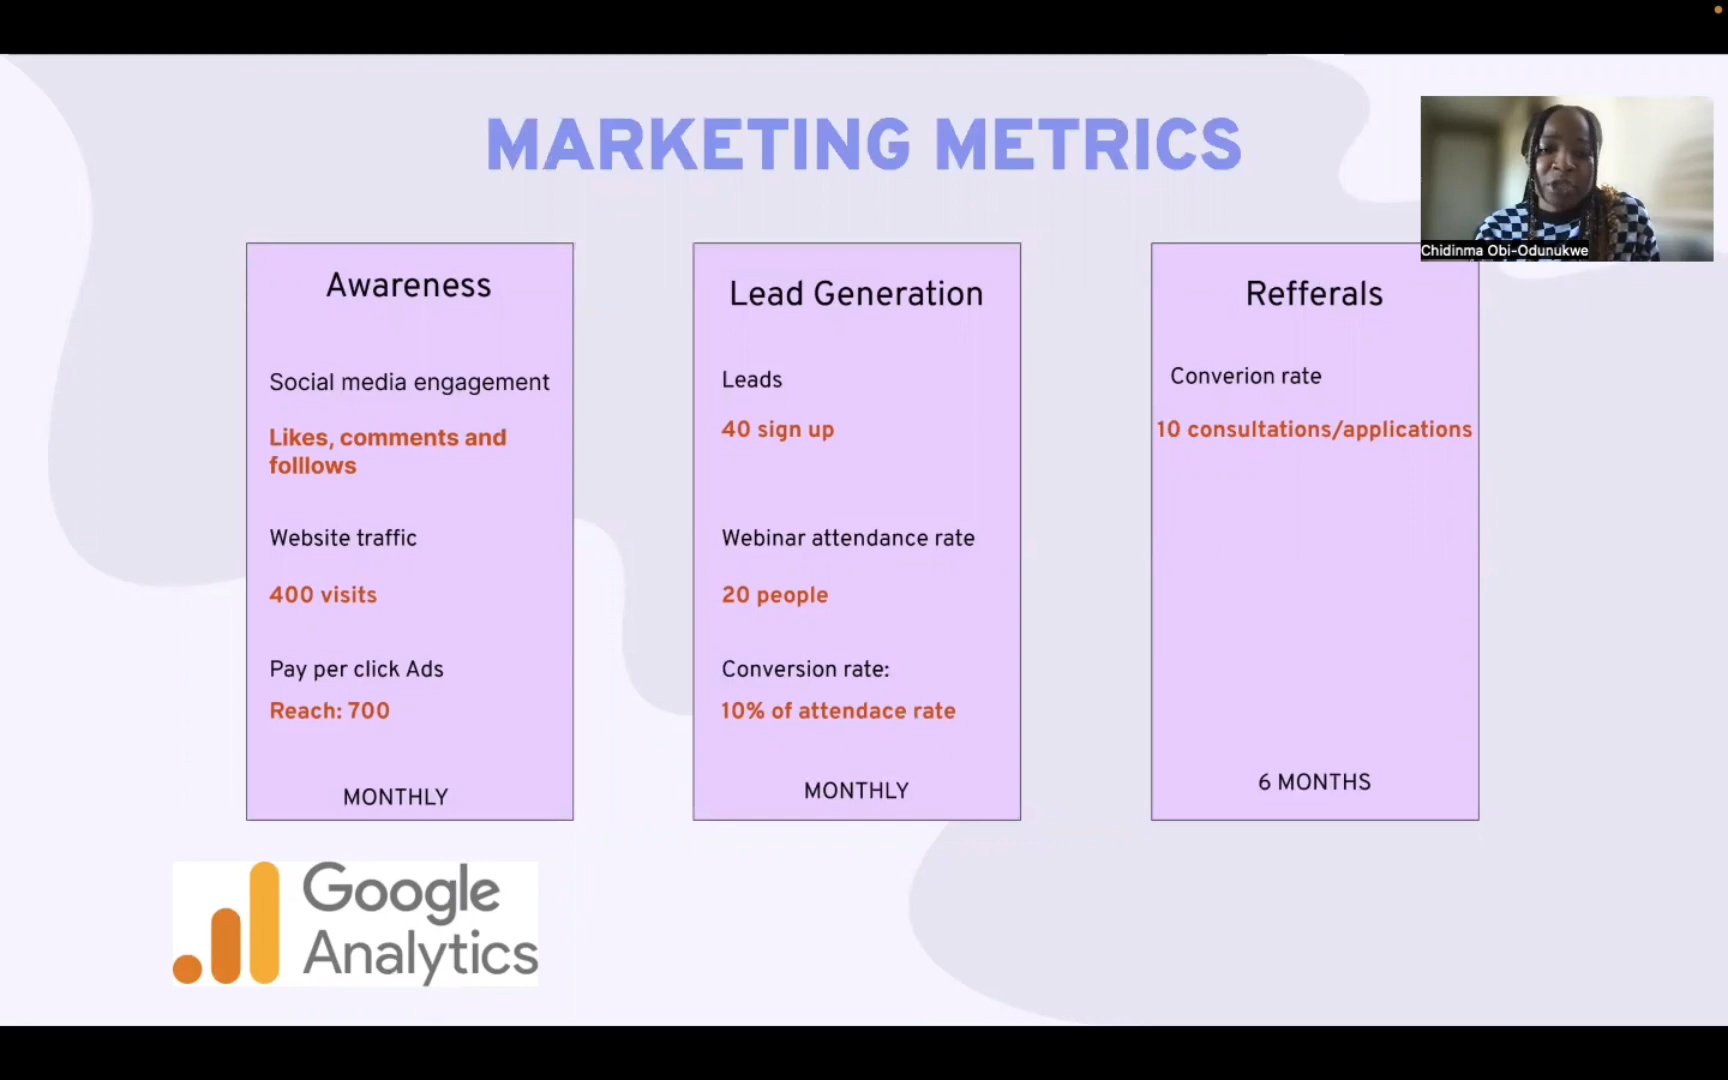 MARKETING METRICS
Chidinma Obi-Odunukwe
Awareness
Social media engagement
Likes, comments and
folllows
Website traffic
400 visits
Pay per click Ads
Reach: 700
MONTHLY
Lead Generation
Leads
40 sign up
Webinar attendance rate
20 people
Conversion rate:
10% of attendace rate
MONTHLY
Refferals
Converion rate
10 consultations/applications
6 MONTHS
Google
Analytics